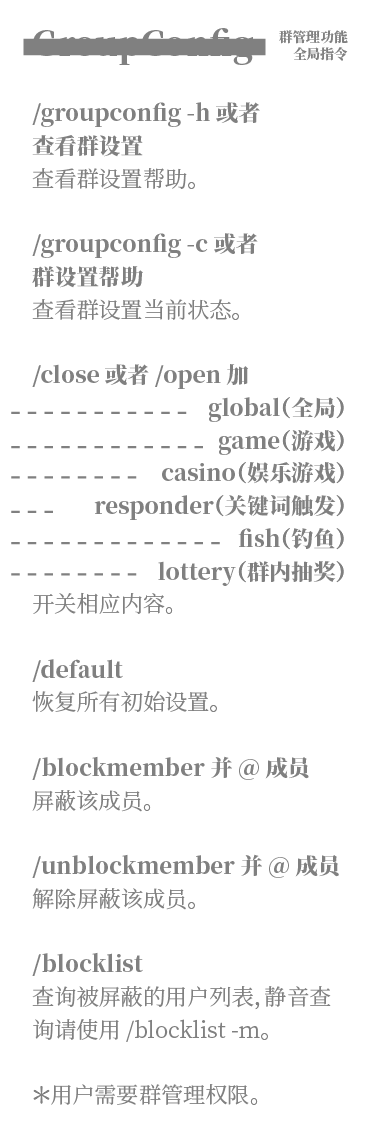 GroupConfig
群管理功能
全局指令
/groupconfig -h 或者
查看群设置
查看群设置帮助。
/groupconfig -c 或者
群设置帮助
查看群设置当前状态。
/close 或者 /open 加
- - - - - - - - - - - global(全局)
- - - - - - - - - - - - game(游戏)
- - - - - - - - casino(娱乐游戏)
- - - responder(关键词触发)
- - - - - - - - - - - - - fish(钓鱼)
- - - - - - - - lottery(群内抽奖)
开关相应内容。
/default
恢复所有初始设置。
/blockmember 并 @ 成员
屏蔽该成员。
/unblockmember 并 @ 成员
解除屏蔽该成员。
/blocklist
查询被屏蔽的用户列表, 静音查
询请使用 /blocklist -m。
*用户需要群管理权限。